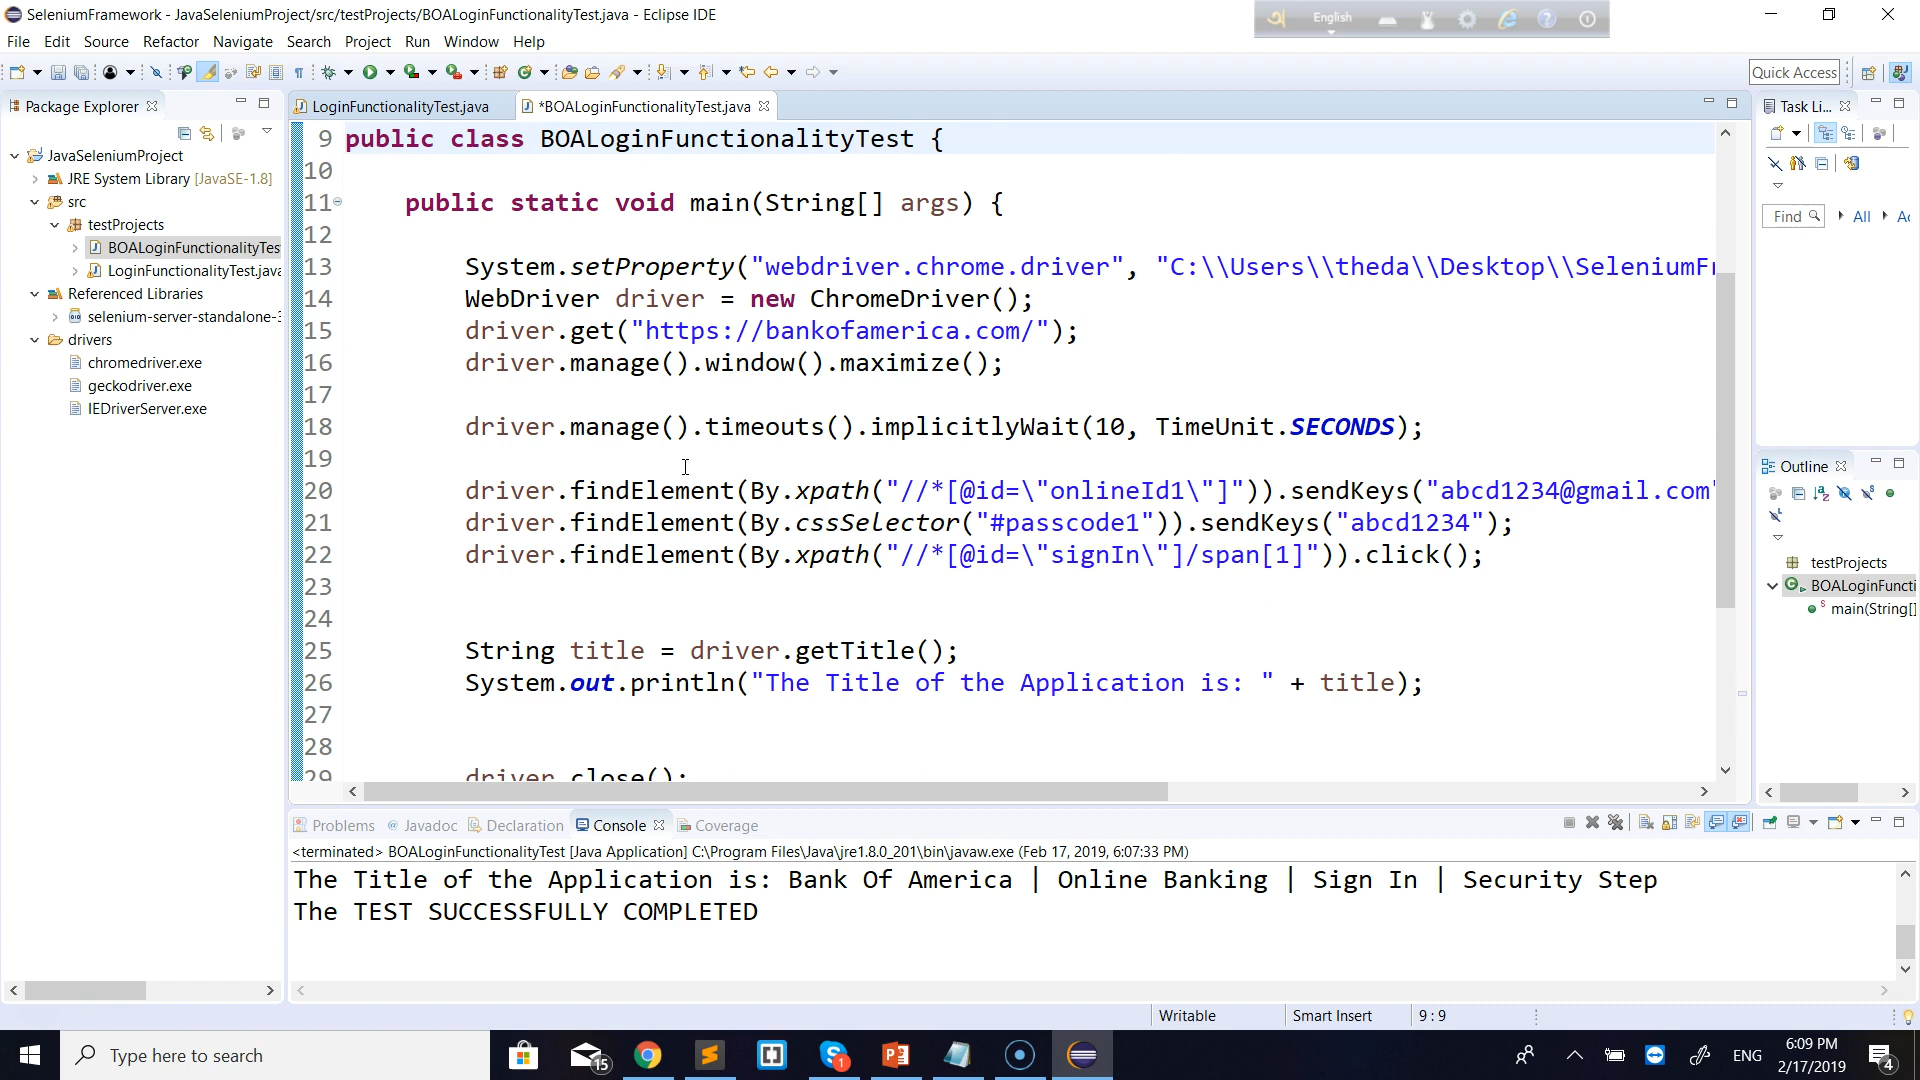 SeleniumFramework - JavaSeleniumProject/src/testProjects/BOALoginFunctionalityTest.java - Eclipse IDE
English
File Edit Source Refactor Navigate Search Project Run Window Help
Quick Access
Package Explorer
JavaSeleniumProject
JRE System Library [JavaSE-1.8]
src
testProjects
BOALoginFunctionalityTes
LoginFunctionalityTest.java
Referenced Libraries
selenium-server-standalone-3
drivers
chromedriver.exe
geckodriver.exe
IEDriverServer.exe
LoginFunctionalityTest.java *BOALoginFunctionalityTest.java
9 public class BOALoginFunctionalityTest {
10
11 public static void main(String[] args) {
12
13 System.setProperty("webdriver.chrome.driver", "C:\\Users\\theda\\Desktop\\SeleniumFr
14 WebDriver driver = new ChromeDriver();
15 driver.get("https://bankofamerica.com/");
16 driver.manage().window().maximize();
17
18 driver.manage().timeouts().implicitlyWait(10, TimeUnit.SECONDS);
19
20 driver.findElement(By.xpath("//*[@id=\"onlineId1\"]")).sendKeys("abcd1234@gmail.com"
21 driver.findElement(By.cssSelector("#passcode1")).sendKeys("abcd1234");
22 driver.findElement(By.xpath("//*[@id=\"signIn\"]/span[1]")).click();
23
24
25 String title = driver.getTitle();
26 System.out.println("The Title of the Application is: " + title);
27
28
29 driver.close();
Task Li...
Find All Ac
Outline
testProjects
BOALoginFuncti
main(String[]
Problems Javadoc Declaration Console Coverage
<terminated> BOALoginFunctionalityTest [Java Application] C:\Program Files\Java\jre1.8.0_201\bin\javaw.exe (Feb 17, 2019, 6:07:33 PM)
The Title of the Application is: Bank Of America | Online Banking | Sign In | Security Step
The TEST SUCCESSFULLY COMPLETED
Writable Smart Insert 9 : 9
Type here to search
15
1
ENG
6:09 PM
2/17/2019
4